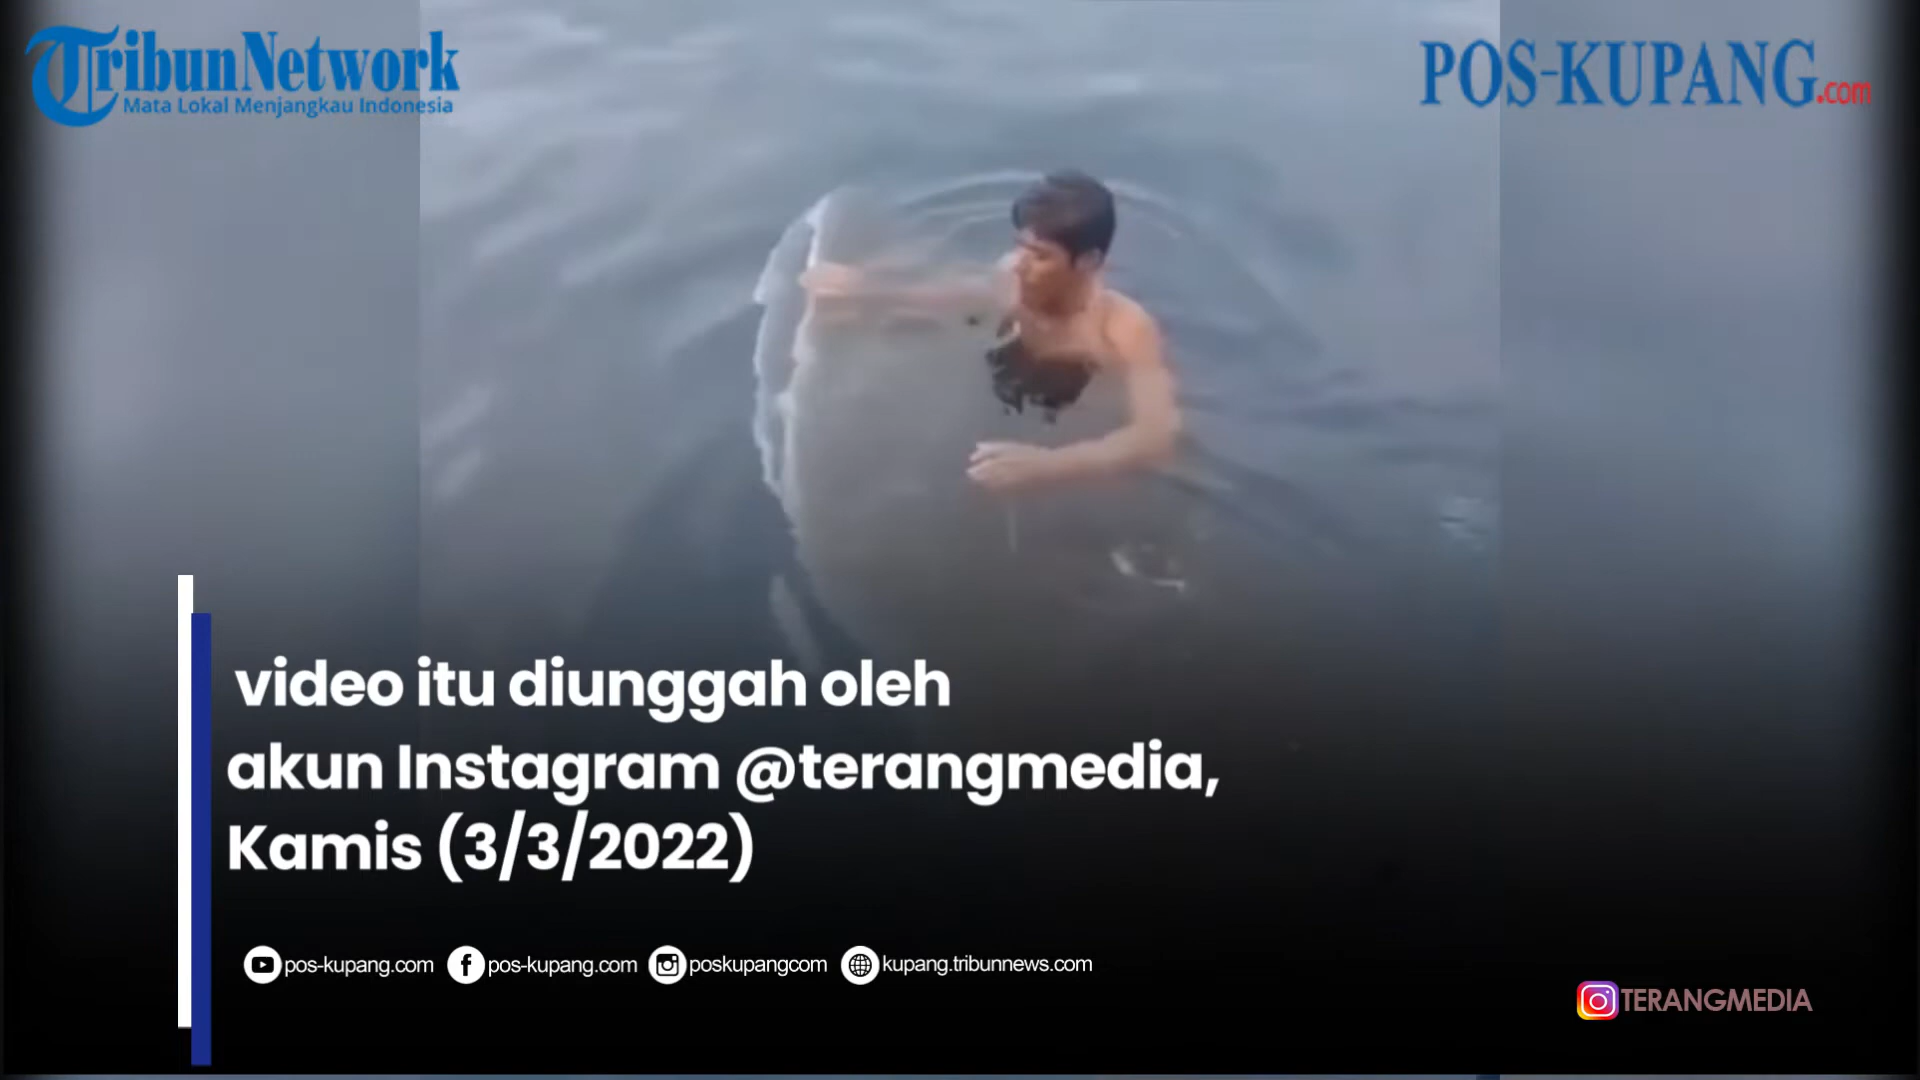 TribunNetwork
Mata Lokal Menjangkau Indonesia
POS-KUPANG.com
video itu diunggah oleh
akun Instagram @terangmedia,
Kamis (3/3/2022)
pos-kupang.com pos-kupang.com poskupangcom kupang.tribunnews.com
TERANGMEDIA